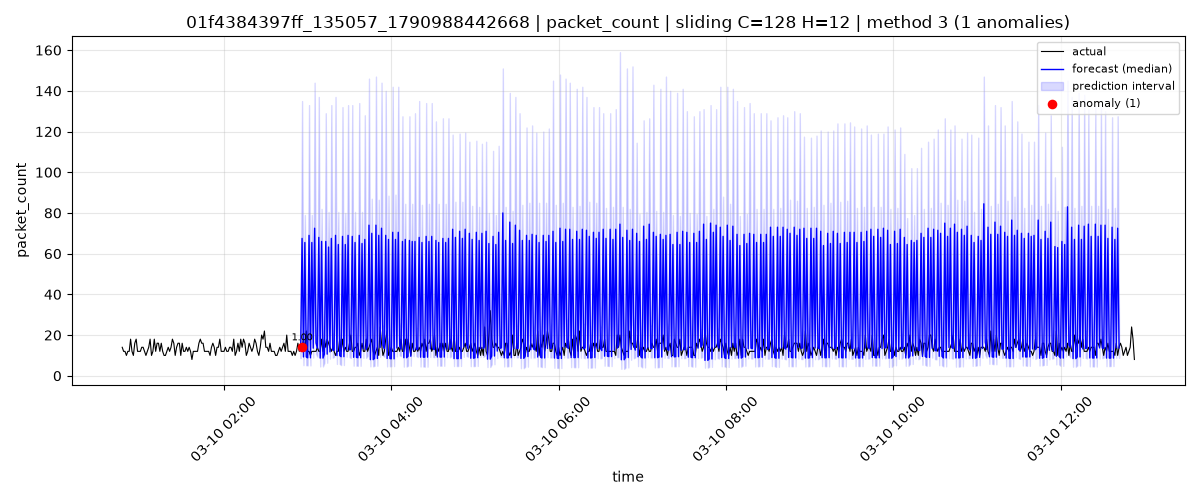 01f4384397ff_135057_1790988442668 | packet_count | sliding C=128 H=12 | method 3 (1 anomalies)
actual
forecast (median)
prediction interval
anomaly (1)
160
140
120
100
80
60
40
20
0
packet_count
03-10 02:00
03-10 04:00
03-10 06:00
03-10 08:00
03-10 10:00
03-10 12:00
time